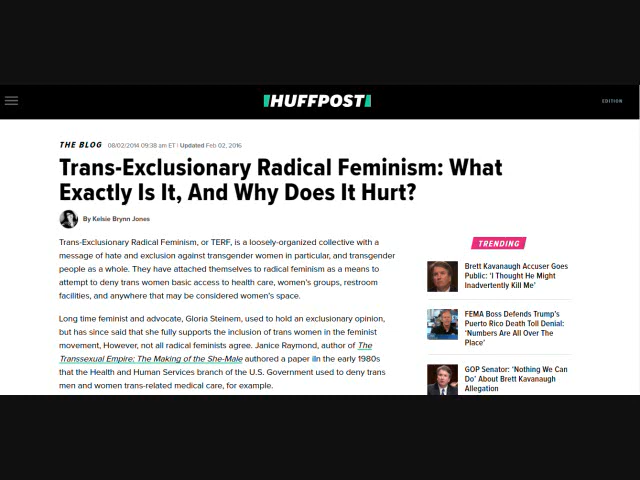 HUFFPOST
EDITION
THE BLOG 08/02/2014 09:38 am ET | Updated Feb 02, 2016
Trans-Exclusionary Radical Feminism: What
Exactly Is It, And Why Does It Hurt?
By Kelsie Brynn Jones
Trans-Exclusionary Radical Feminism, or TERF, is a loosely-organized collective with a
message of hate and exclusion against transgender women in particular, and transgender
people as a whole. They have attached themselves to radical feminism as a means to
attempt to deny trans women basic access to health care, women's groups, restroom
facilities, and anywhere that may be considered women's space.
Long time feminist and advocate, Gloria Steinem, used to hold an exclusionary opinion,
but has since said that she fully supports the inclusion of trans women in the feminist
movement, However, not all radical feminists agree. Janice Raymond, author of The
Transsexual Empire: The Making of the She-Male authored a paper iIn the early 1980s
that the Health and Human Services branch of the U.S. Government used to deny trans
men and women trans-related medical care, for example.
TRENDING
Brett Kavanaugh Accuser Goes
Public: 'I Thought He Might
Inadvertently Kill Me'
FEMA Boss Defends Trump's
Puerto Rico Death Toll Denial:
'Numbers Are All Over The
Place'
GOP Senator: 'Nothing We Can
Do' About Brett Kavanaugh
Allegation